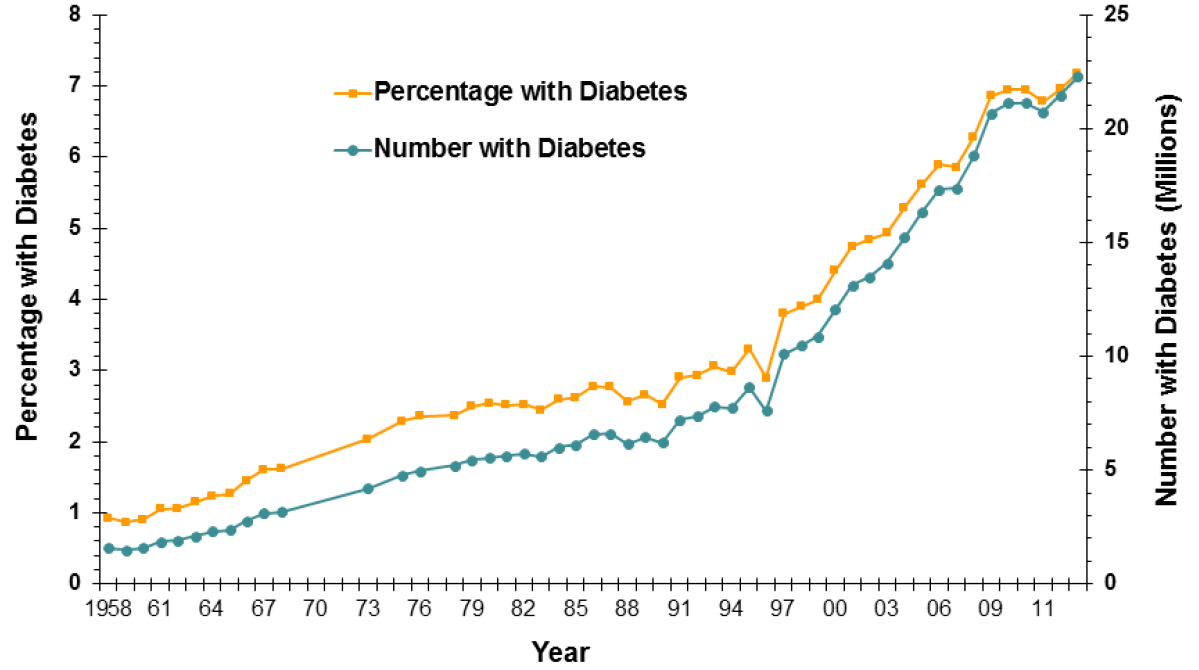 8
7
6
5
4
3
2
1
0
Percentage with Diabetes
Percentage with Diabetes
Number with Diabetes
25
20
15
10
5
0
Number with Diabetes (Millions)
1958 61 64 67 70 73 76 79 82 85 88 91 94 97 00 03 06 09 11
Year